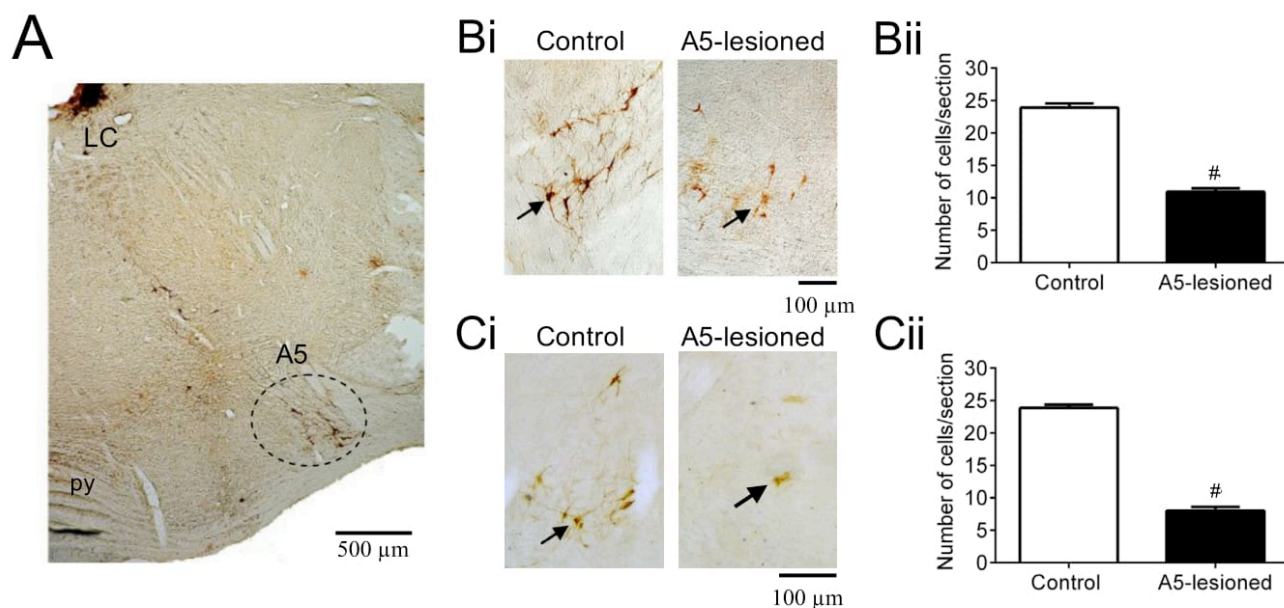 A
LC
A5
py
500 µm
Bi
Control
A5-lesioned
100 µm
Bii
Number of cells/section
30
25
20
15
10
5
0
#
Control
A5-lesioned
Ci
Control
A5-lesioned
100 µm
Cii
Number of cells/section
30
25
20
15
10
5
0
#
Control
A5-lesioned